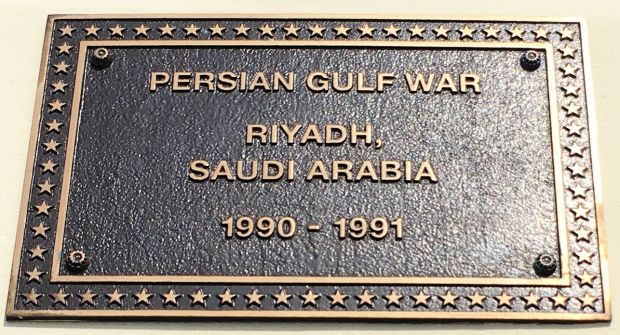 PERSIAN GULF WAR
RIYADH,
SAUDI ARABIA
1990 - 1991